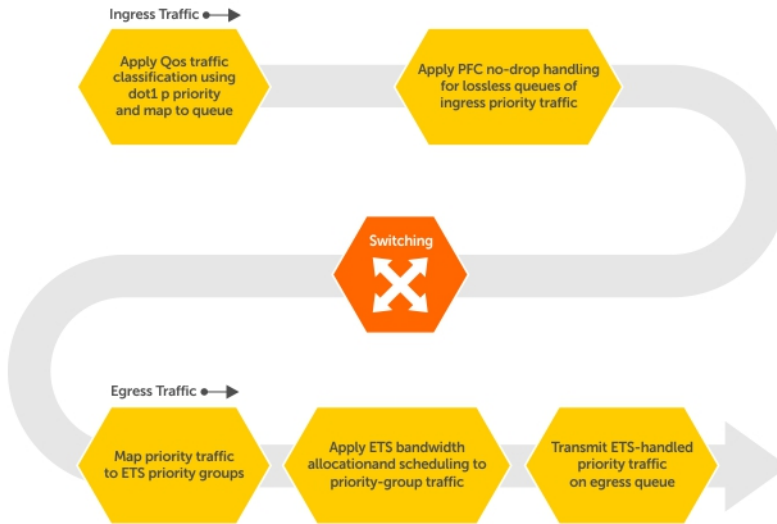 Ingress Traffic
Apply Qos traffic
classification using
dot1 p priority
and map to queue
Apply PFC no-drop handling
for lossless queues of
ingress priority traffic
Switching
Egress Traffic
Map priority traffic
to ETS priority groups
Apply ETS bandwidth
allocationand scheduling to
priority-group traffic
Transmit ETS-handled
priority traffic
on egress queue